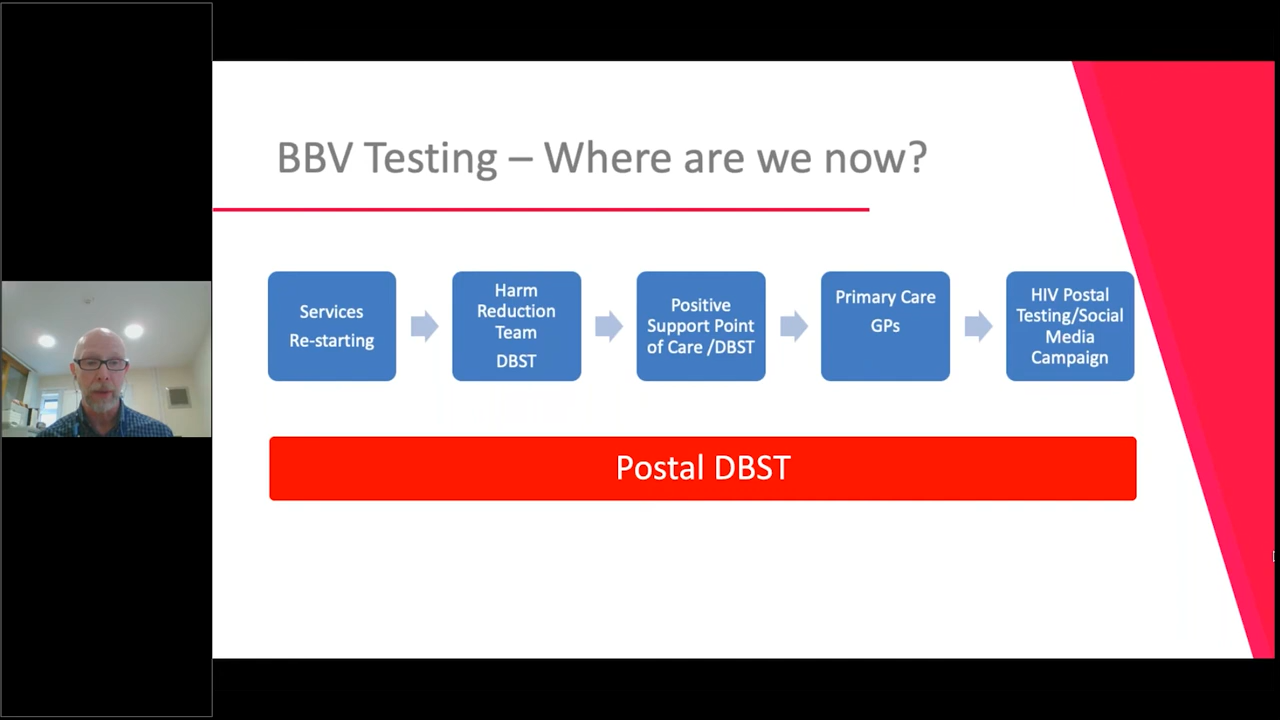 BBV Testing – Where are we now?
Services
Re-starting
Harm
Reduction
Team
DBST
Positive
Support Point
of Care /DBST
Primary Care
GPs
HIV Postal
Testing/Social
Media
Campaign
Postal DBST